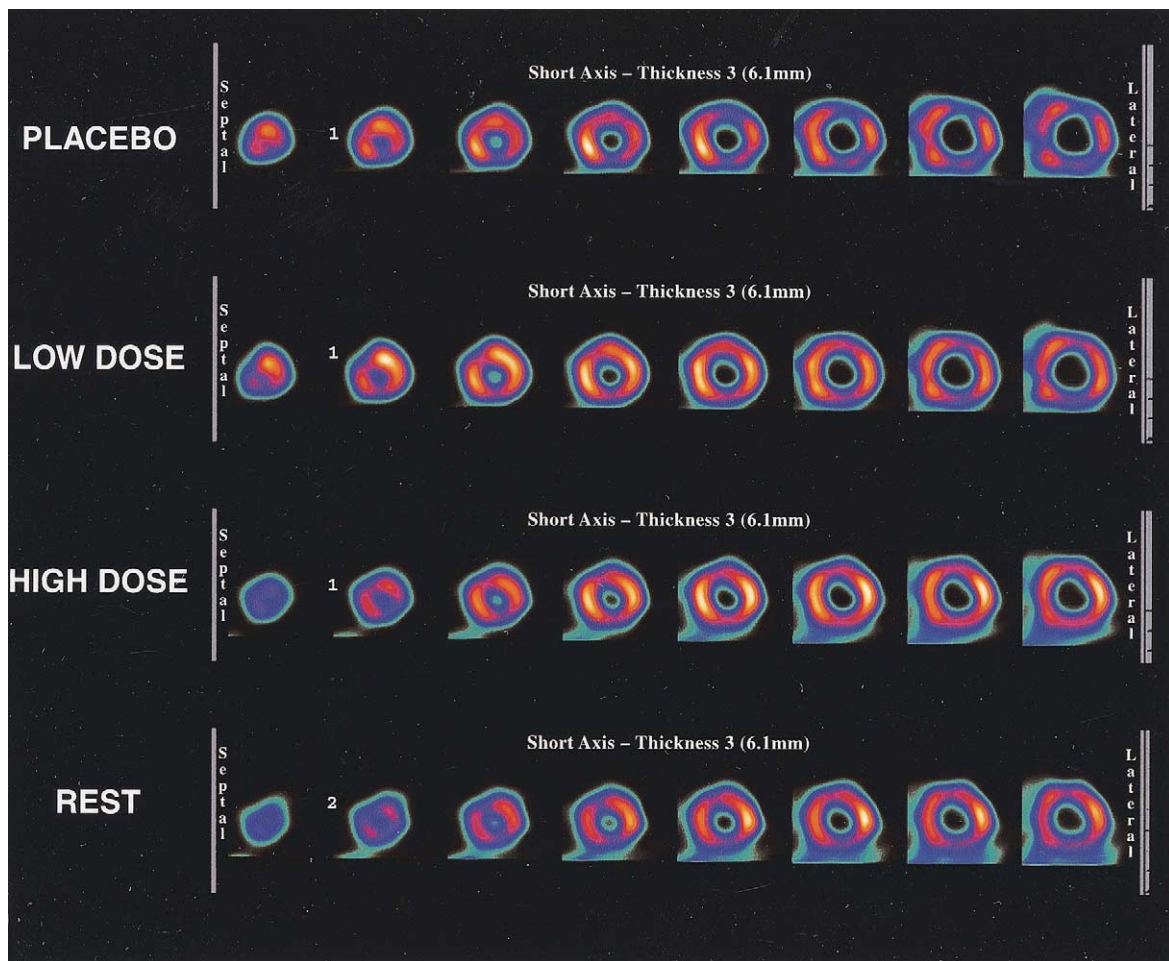 Short Axis – Thickness 3 (6.1mm)
PLACEBO
Septal
1
Lateral
Short Axis – Thickness 3 (6.1mm)
LOW DOSE
Septal
1
Lateral
Short Axis – Thickness 3 (6.1mm)
HIGH DOSE
Septal
1
Lateral
Short Axis – Thickness 3 (6.1mm)
REST
Septal
2
Lateral